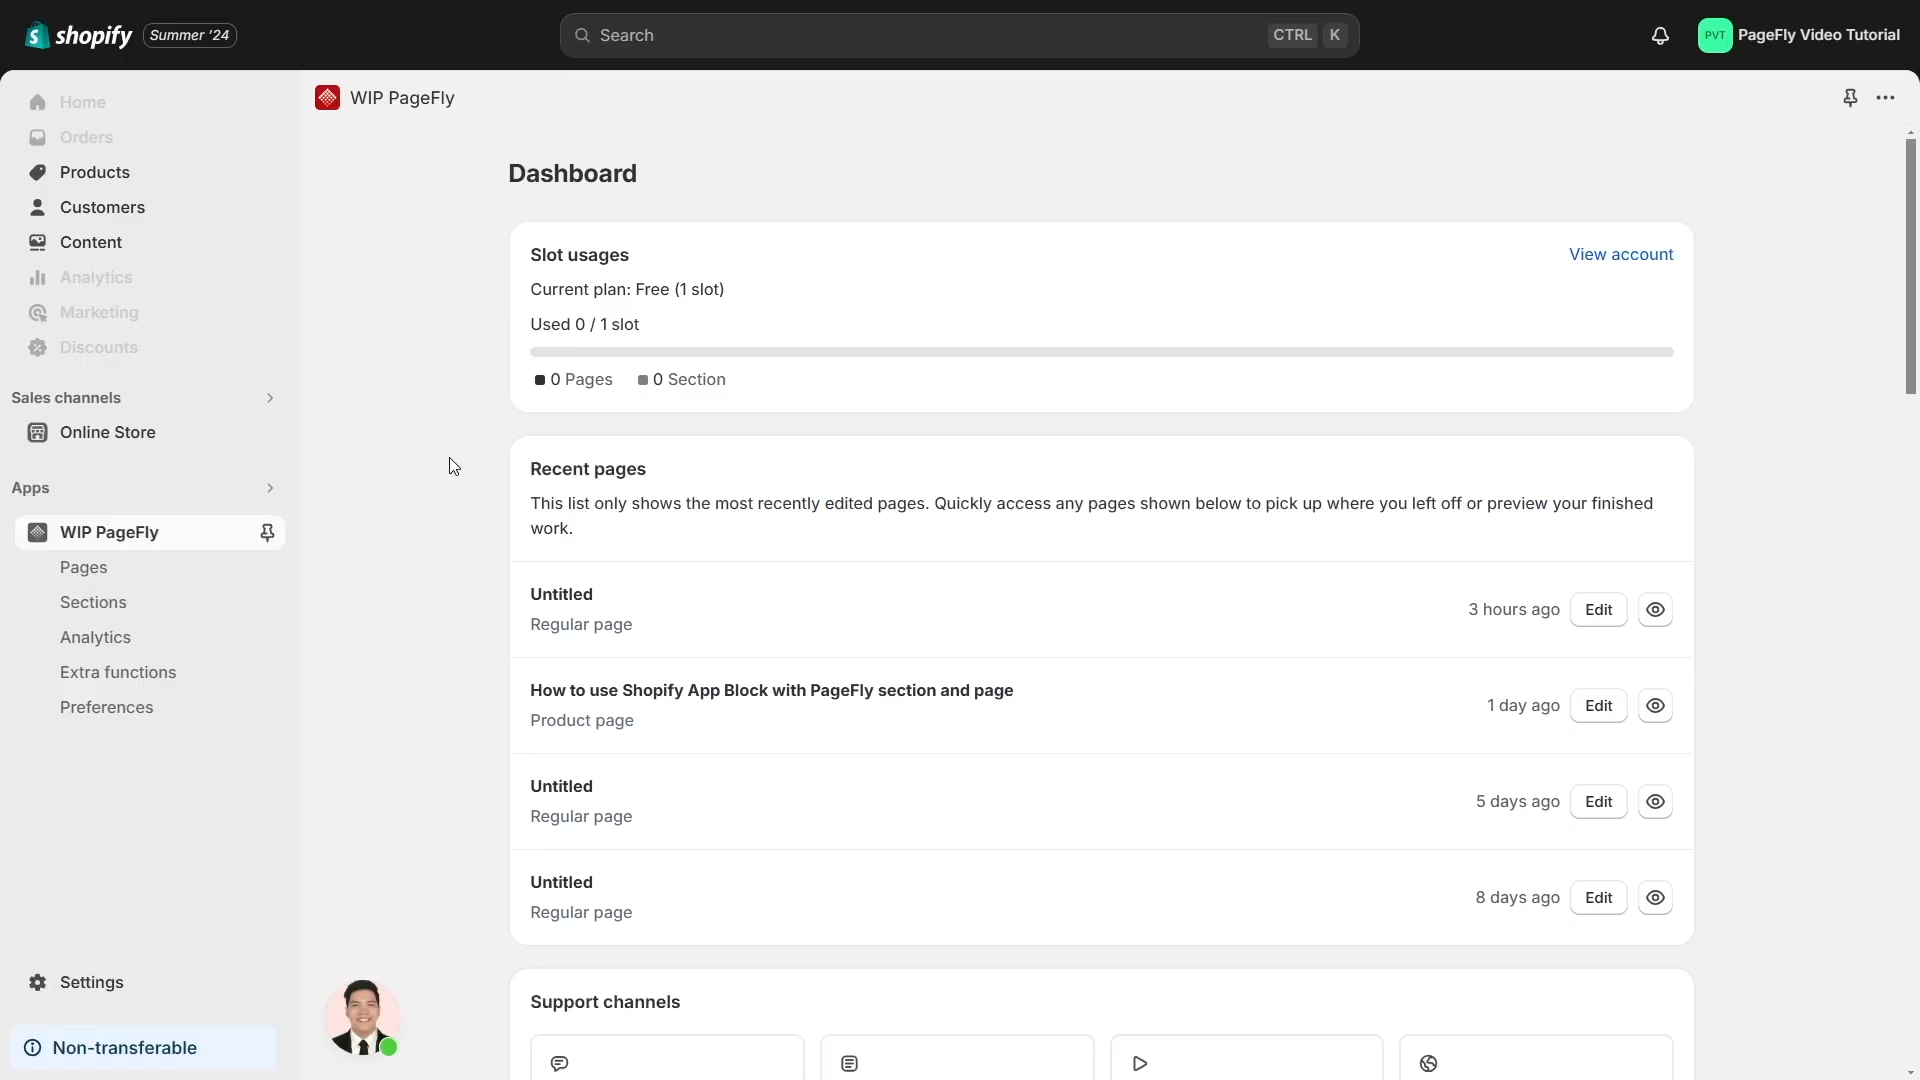 shopify Summer '24
Search CTRL K
PVT PageFly Video Tutorial
Home
Orders
Products
Customers
Content
Analytics
Marketing
Discounts
Sales channels
Online Store
Apps
WIP PageFly
Pages
Sections
Analytics
Extra functions
Preferences
Settings
Non-transferable
WIP PageFly
Dashboard
Slot usages
View account
Current plan: Free (1 slot)
Used 0 / 1 slot
0 Pages 0 Section
Recent pages
This list only shows the most recently edited pages. Quickly access any pages shown below to pick up where you left off or preview your finished
work.
Untitled
Regular page
3 hours ago Edit
How to use Shopify App Block with PageFly section and page
Product page
1 day ago Edit
Untitled
Regular page
5 days ago Edit
Untitled
Regular page
8 days ago Edit
Support channels